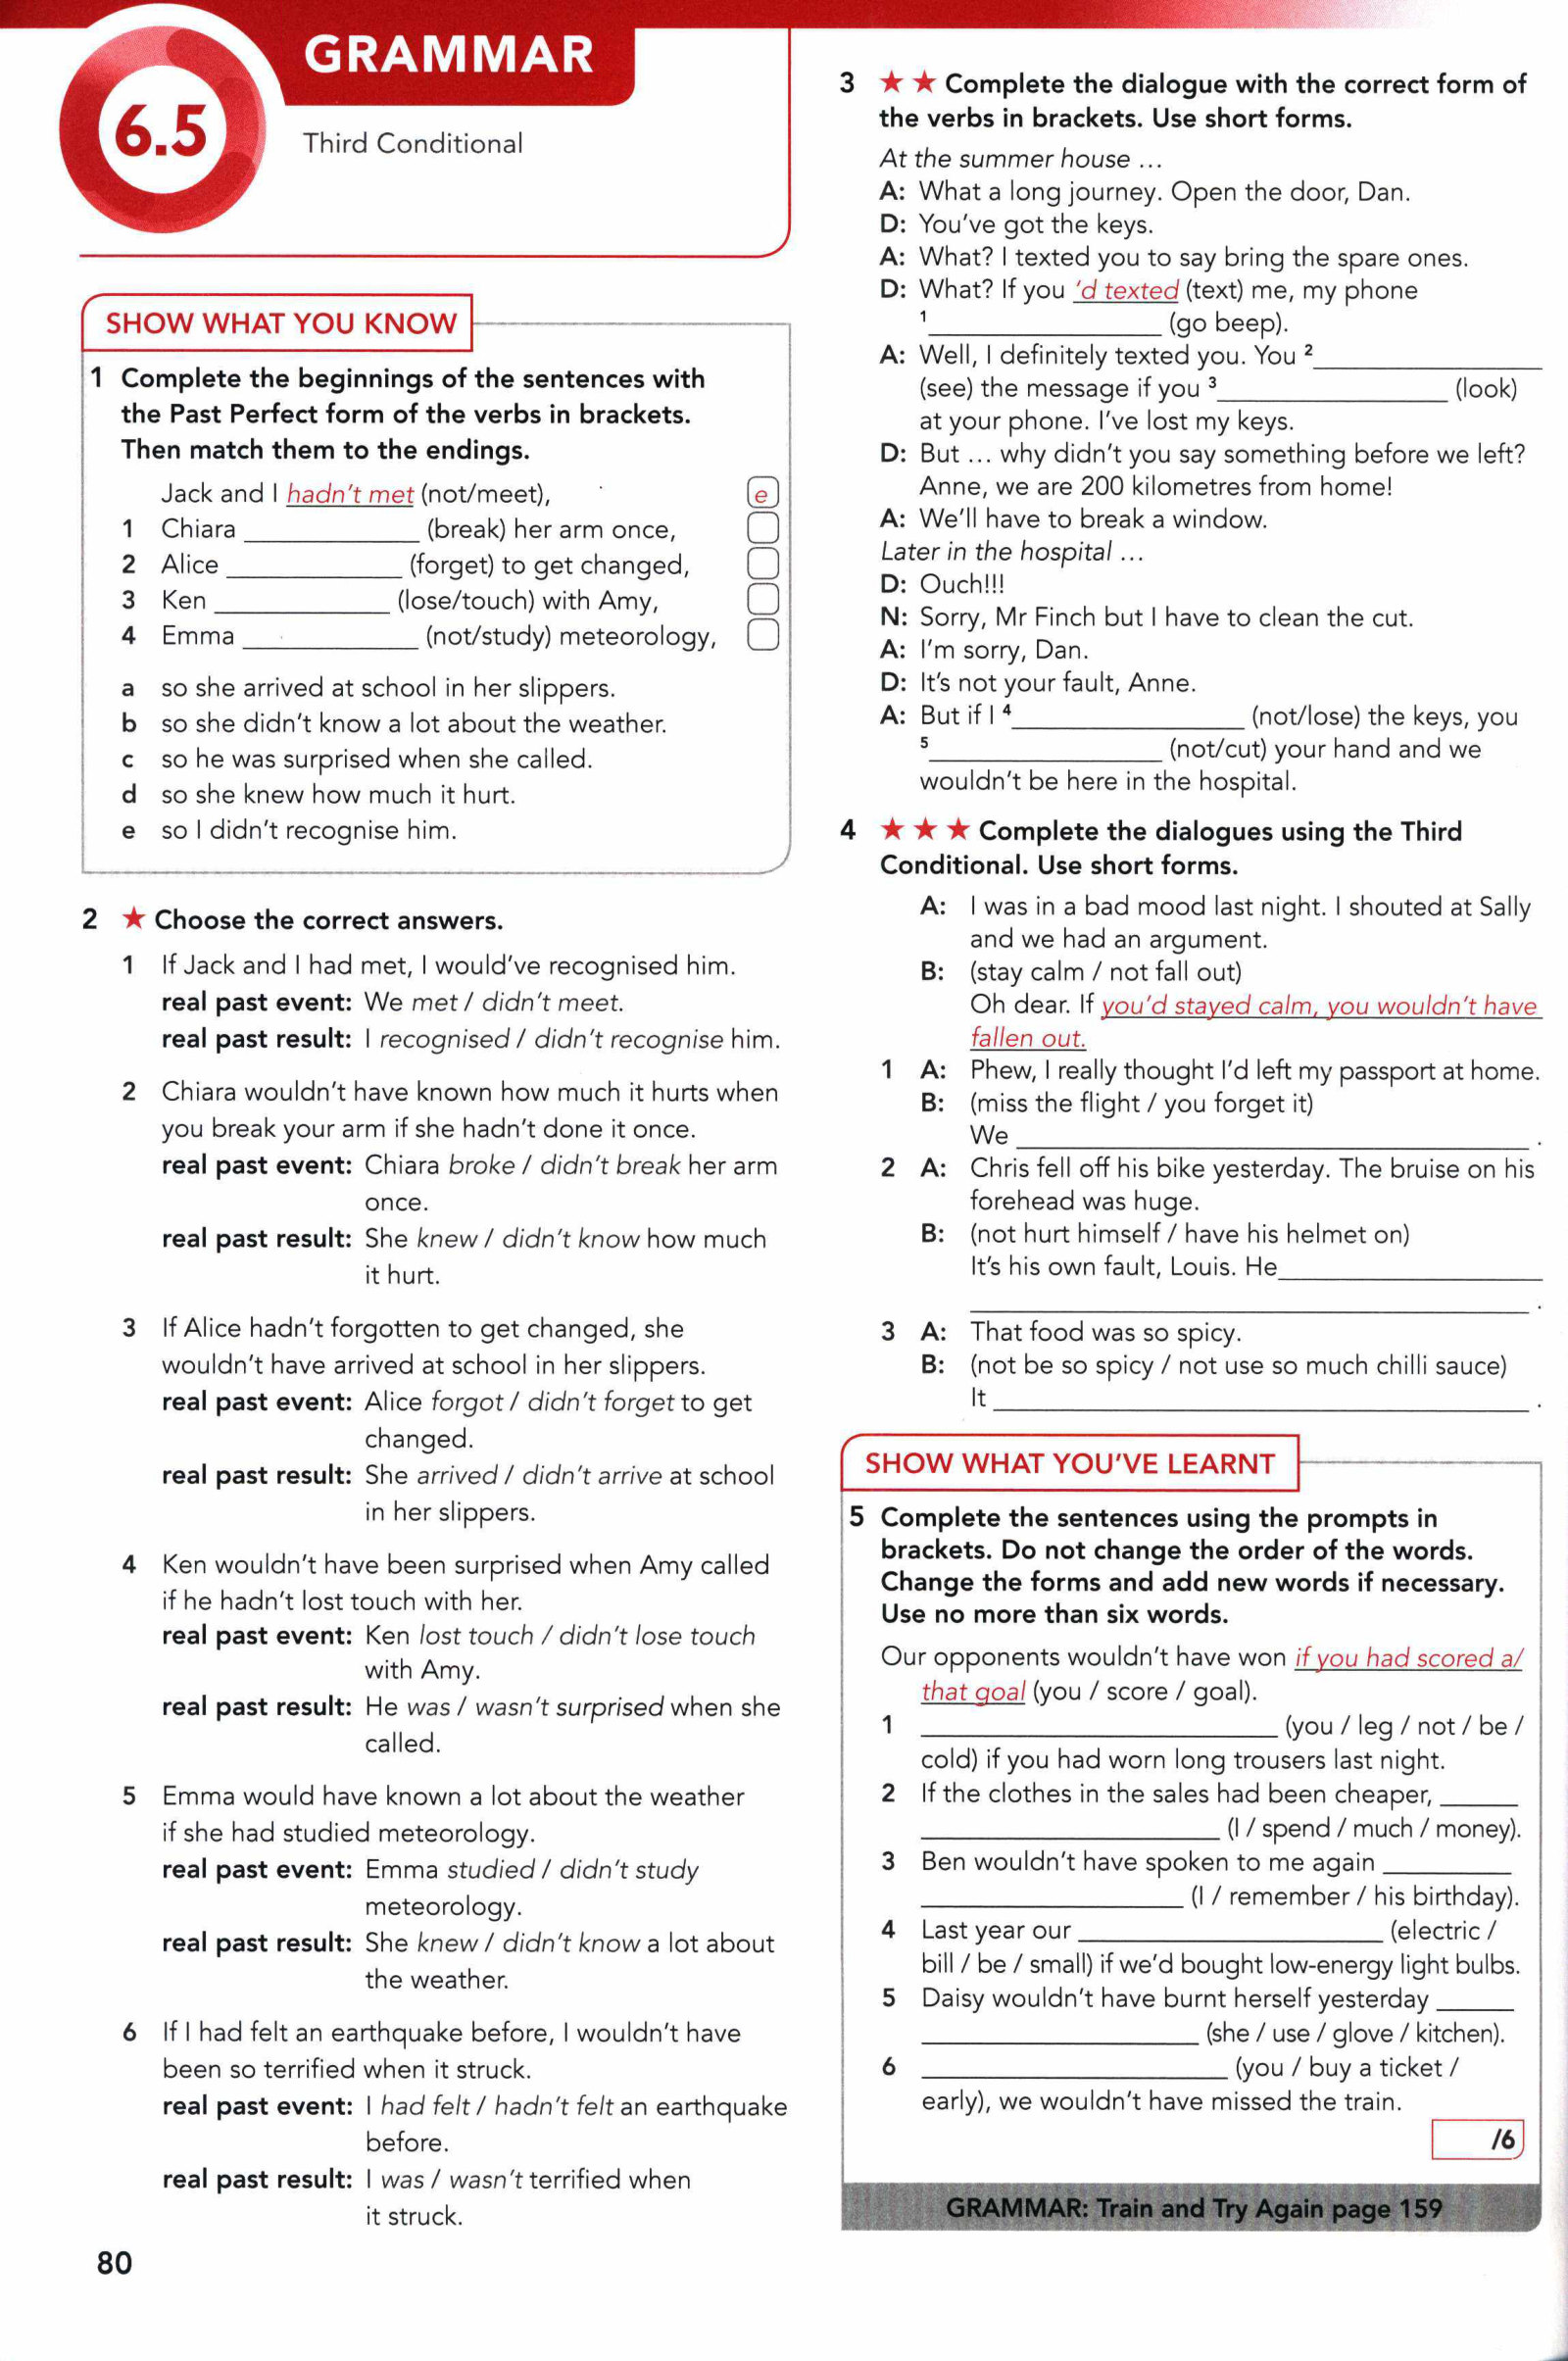 GRAMMAR
6.5
Third Conditional
SHOW WHAT YOU KNOW
1 Complete the beginnings of the sentences with
the Past Perfect form of the verbs in brackets.
Then match them to the endings.
Jack and I hadn't met (not/meet), e
1 Chiara ____________ (break) her arm once,
2 Alice ____________ (forget) to get changed,
3 Ken ____________ (lose/touch) with Amy,
4 Emma ____________ (not/study) meteorology,
a so she arrived at school in her slippers.
b so she didn't know a lot about the weather.
c so he was surprised when she called.
d so she knew how much it hurt.
e so I didn't recognise him.
2 ★ Choose the correct answers.
1 If Jack and I had met, I would've recognised him.
real past event: We met / didn't meet.
real past result: I recognised / didn't recognise him.
2 Chiara wouldn't have known how much it hurts when
you break your arm if she hadn't done it once.
real past event: Chiara broke / didn't break her arm
once.
real past result: She knew / didn't know how much
it hurt.
3 If Alice hadn't forgotten to get changed, she
wouldn't have arrived at school in her slippers.
real past event: Alice forgot / didn't forget to get
changed.
real past result: She arrived / didn't arrive at school
in her slippers.
4 Ken wouldn't have been surprised when Amy called
if he hadn't lost touch with her.
real past event: Ken lost touch / didn't lose touch
with Amy.
real past result: He was / wasn't surprised when she
called.
5 Emma would have known a lot about the weather
if she had studied meteorology.
real past event: Emma studied / didn't study
meteorology.
real past result: She knew / didn't know a lot about
the weather.
6 If I had felt an earthquake before, I wouldn't have
been so terrified when it struck.
real past event: I had felt / hadn't felt an earthquake
before.
real past result: I was / wasn't terrified when
it struck.
80
3 ★ ★ Complete the dialogue with the correct form of
the verbs in brackets. Use short forms.
At the summer house ...
A: What a long journey. Open the door, Dan.
D: You've got the keys.
A: What? I texted you to say bring the spare ones.
D: What? If you 'd texted (text) me, my phone
1 ________________ (go beep).
A: Well, I definitely texted you. You 2 ________________
(see) the message if you 3 ________________ (look)
at your phone. I've lost my keys.
D: But ... why didn't you say something before we left?
Anne, we are 200 kilometres from home!
A: We'll have to break a window.
Later in the hospital ...
D: Ouch!!!
N: Sorry, Mr Finch but I have to clean the cut.
A: I'm sorry, Dan.
D: It's not your fault, Anne.
A: But if I 4 ________________ (not/lose) the keys, you
5 ________________ (not/cut) your hand and we
wouldn't be here in the hospital.
4 ★ ★ ★ Complete the dialogues using the Third
Conditional. Use short forms.
A: I was in a bad mood last night. I shouted at Sally
and we had an argument.
B: (stay calm / not fall out)
Oh dear. If you'd stayed calm, you wouldn't have
fallen out.
1 A: Phew, I really thought I'd left my passport at home.
B: (miss the flight / you forget it)
We ________________ .
2 A: Chris fell off his bike yesterday. The bruise on his
forehead was huge.
B: (not hurt himself / have his helmet on)
It's his own fault, Louis. He ________________
________________ .
3 A: That food was so spicy.
B: (not be so spicy / not use so much chilli sauce)
It ________________ .
SHOW WHAT YOU'VE LEARNT
5 Complete the sentences using the prompts in
brackets. Do not change the order of the words.
Change the forms and add new words if necessary.
Use no more than six words.
Our opponents wouldn't have won if you had scored a/
that goal (you / score / goal).
1 ________________ (you / leg / not / be /
cold) if you had worn long trousers last night.
2 If the clothes in the sales had been cheaper, ______
________________ (I / spend / much / money).
3 Ben wouldn't have spoken to me again ________
________________ (I / remember / his birthday).
4 Last year our ________________ (electric /
bill / be / small) if we'd bought low-energy light bulbs.
5 Daisy wouldn't have burnt herself yesterday ______
________________ (she / use / glove / kitchen).
6 ________________ (you / buy a ticket /
early), we wouldn't have missed the train.
/6
GRAMMAR: Train and Try Again page 159